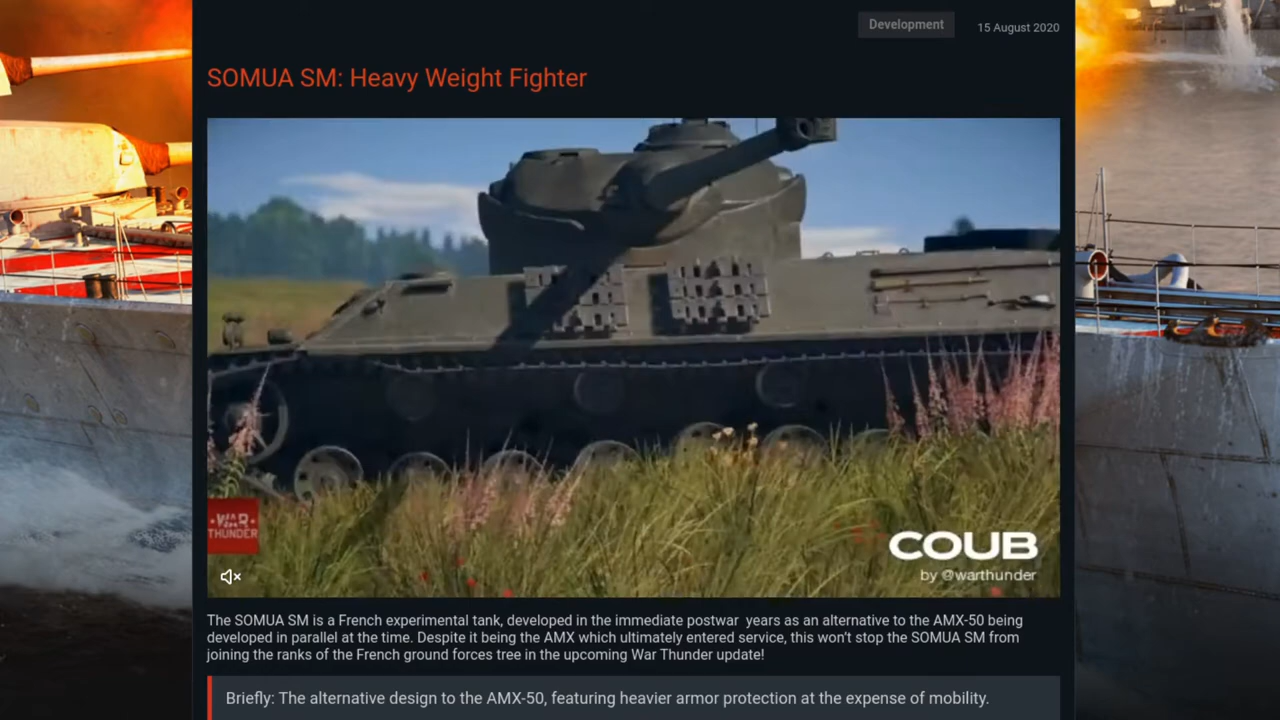 Development
15 August 2020
SOMUA SM: Heavy Weight Fighter
WAR
THUNDER
COUB
by @warthunder
The SOMUA SM is a French experimental tank, developed in the immediate postwar  years as an alternative to the AMX-50 being
developed in parallel at the time. Despite it being the AMX which ultimately entered service, this won’t stop the SOMUA SM from
joining the ranks of the French ground forces tree in the upcoming War Thunder update!
Briefly: The alternative design to the AMX-50, featuring heavier armor protection at the expense of mobility.